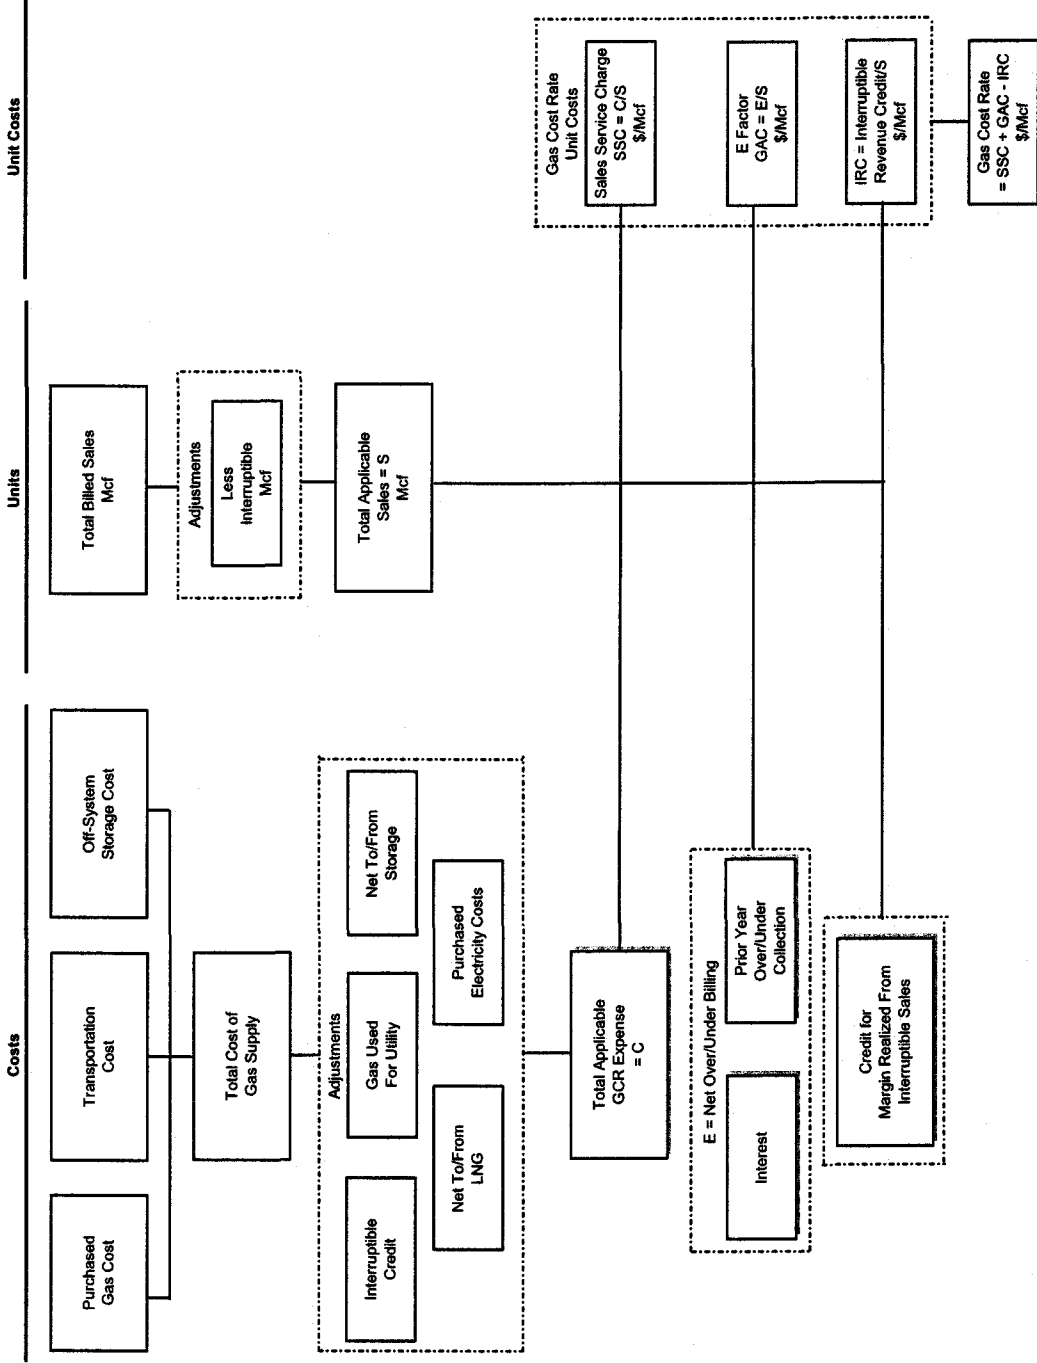 Costs
Units
Unit Costs
Purchased
Gas Cost
Transportation
Cost
Off-System
Storage Cost
Total Cost of
Gas Supply
Adjustments
Interruptible
Credit
Gas Used
For Utility
Net To/From
Storage
Net To/From
LNG
Purchased
Electricity Costs
Total Applicable
GCR Expense
= C
E = Net Over/Under Billing
Interest
Prior Year
Over/Under
Collection
Credit for
Margin Realized From
Interruptible Sales
Total Billed Sales
Mcf
Adjustments
Less
Interruptible
Mcf
Total Applicable
Sales = S
Mcf
Gas Cost Rate
Unit Costs
Sales Service Charge
SSC = C/S
$/Mcf
E Factor
GAC = E/S
$/Mcf
IRC = Interruptible
Revenue Credit/S
$/Mcf
Gas Cost Rate
= SSC + GAC - IRC
$/Mcf